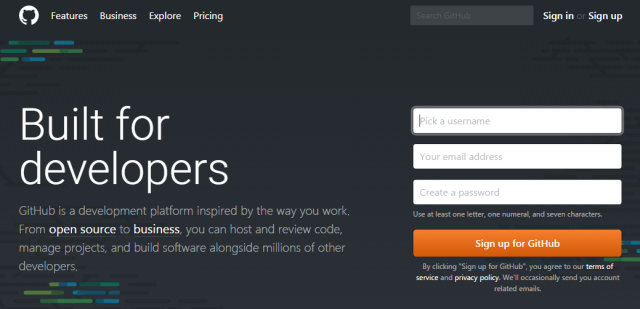 Features Business Explore Pricing Search GitHub Sign in or Sign up
Built for
developers
GitHub is a development platform inspired by the way you work.
From open source to business, you can host and review code,
manage projects, and build software alongside millions of other
developers.
Pick a username
Your email address
Create a password
Use at least one letter, one numeral, and seven characters.
Sign up for GitHub
By clicking "Sign up for GitHub", you agree to our terms of
service and privacy policy. We'll occasionally send you account
related emails.